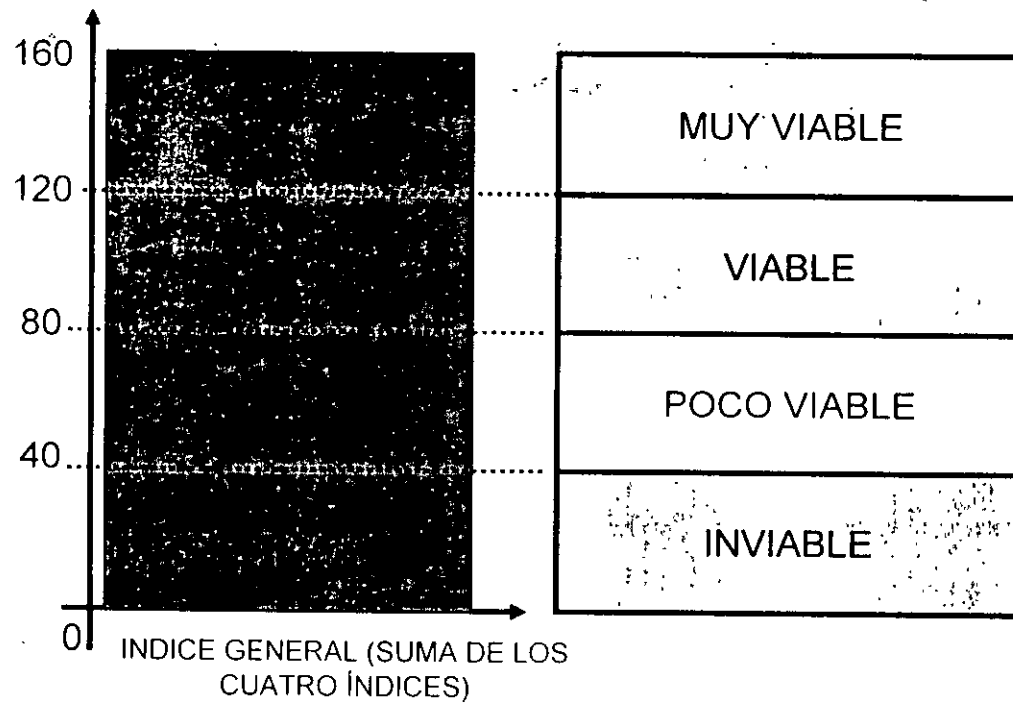 160
MUY VIABLE
120
VIABLE
80
POCO VIABLE
40
INVIABLE
0
INDICE GENERAL (SUMA DE LOS
CUATRO ÍNDICES)